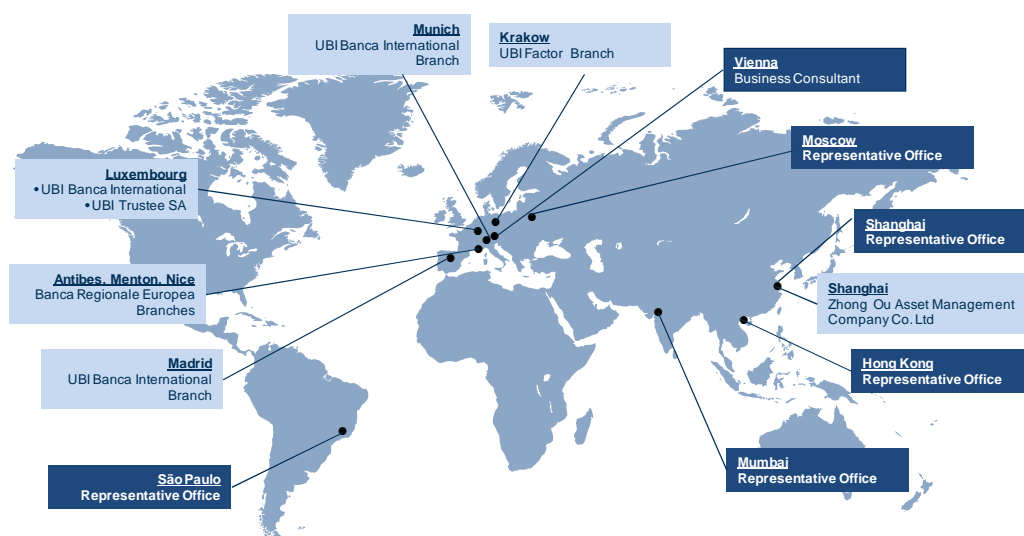 Munich
UBI Banca International
Branch
Krakow
UBI Factor Branch
Vienna
Business Consultant
Moscow
Representative Office
Luxembourg
•UBI Banca International
•UBI Trustee SA
Shanghai
Representative Office
Antibes, Menton, Nice
Banca Regionale Europea
Branches
Shanghai
Zhong Ou Asset Management
Company Co. Ltd
Madrid
UBI Banca International
Branch
Hong Kong
Representative Office
Mumbai
Representative Office
São Paulo
Representative Office